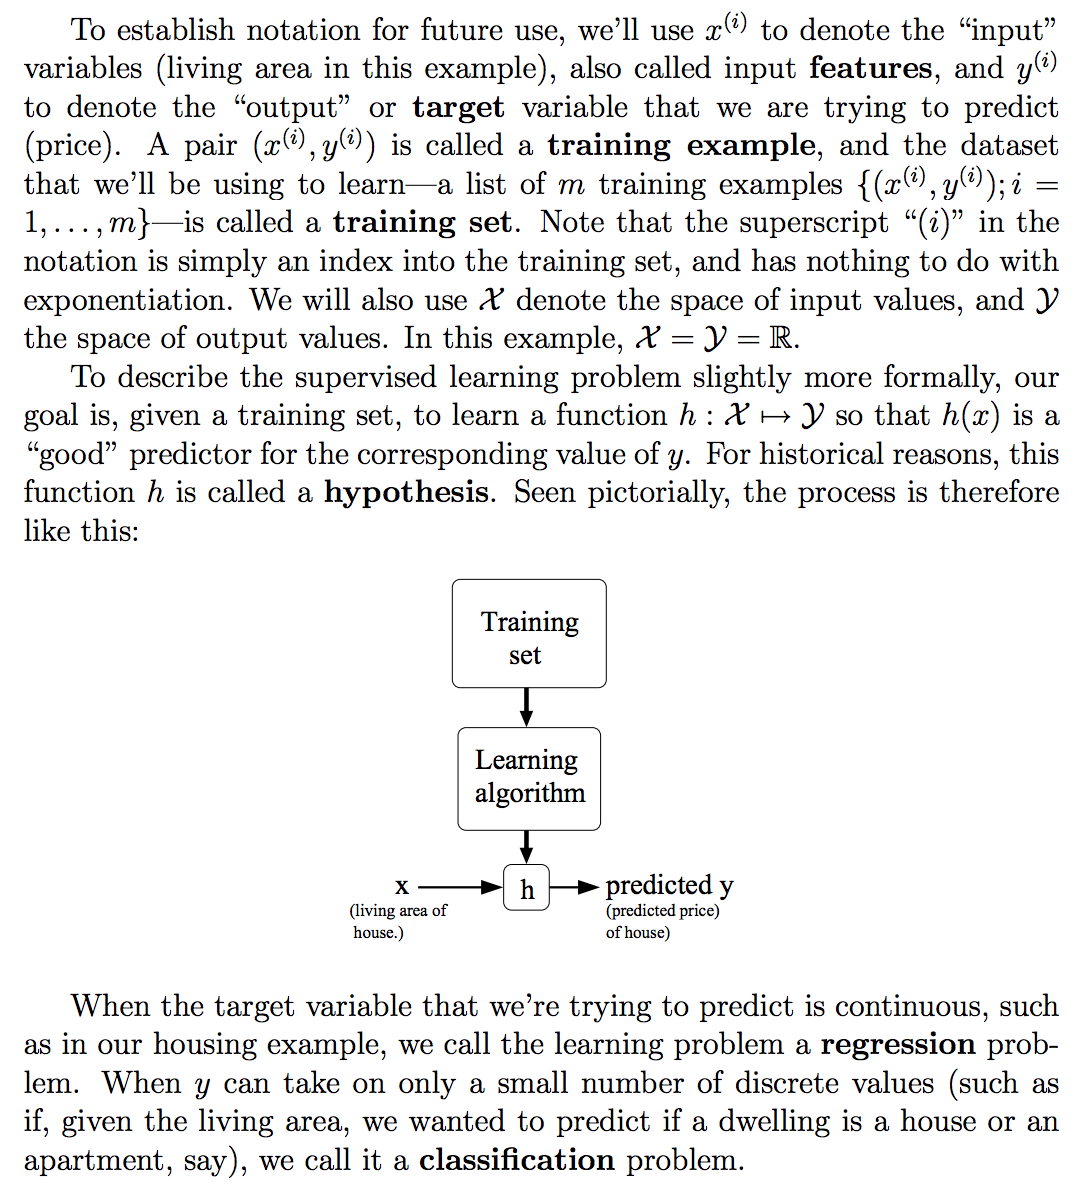 To establish notation for future use, we'll use x^(i) to denote the “input”
variables (living area in this example), also called input features, and y^(i)
to denote the “output” or target variable that we are trying to predict
(price). A pair (x^(i), y^(i)) is called a training example, and the dataset
that we'll be using to learn—a list of m training examples {(x^(i), y^(i)); i =
1, . . . , m}—is called a training set. Note that the superscript “(i)” in the
notation is simply an index into the training set, and has nothing to do with
exponentiation. We will also use 𝒳 denote the space of input values, and 𝒴
the space of output values. In this example, 𝒳 = 𝒴 = ℝ.
To describe the supervised learning problem slightly more formally, our
goal is, given a training set, to learn a function h : 𝒳 ↦ 𝒴 so that h(x) is a
“good” predictor for the corresponding value of y. For historical reasons, this
function h is called a hypothesis. Seen pictorially, the process is therefore
like this:
Training
set
Learning
algorithm
x h predicted y
(living area of (predicted price)
house.) of house)
When the target variable that we're trying to predict is continuous, such
as in our housing example, we call the learning problem a regression prob-
lem. When y can take on only a small number of discrete values (such as
if, given the living area, we wanted to predict if a dwelling is a house or an
apartment, say), we call it a classification problem.